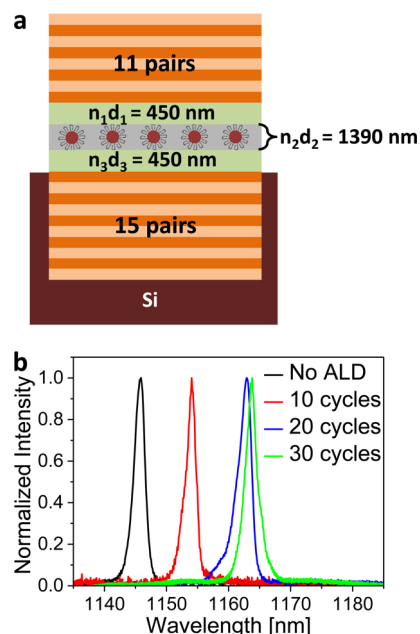 a
11 pairs
n₁d₁ = 450 nm
n₂d₂ = 1390 nm
n₃d₃ = 450 nm
15 pairs
Si
b
Normalized Intensity
1.0
0.8
0.6
0.4
0.2
0
No ALD
10 cycles
20 cycles
30 cycles
1140 1150 1160 1170 1180
Wavelength [nm]